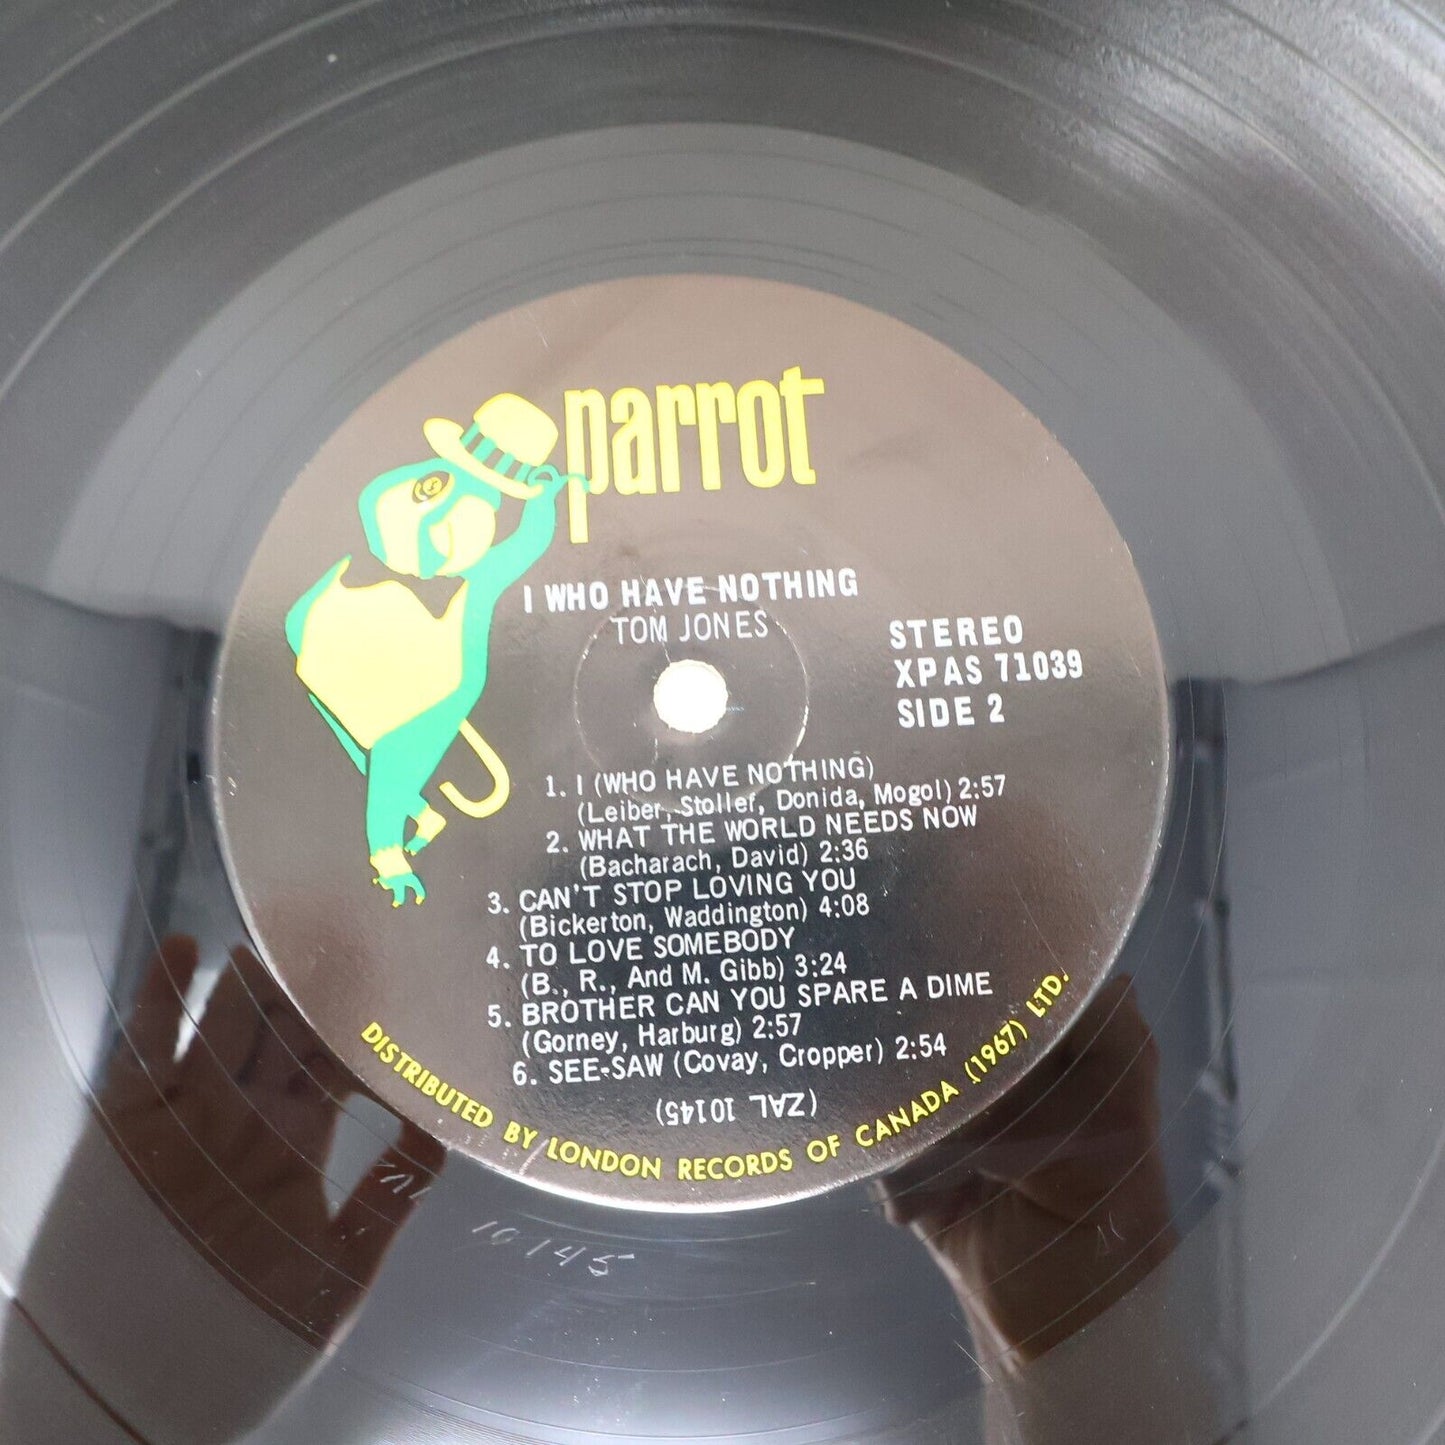 parrot
I WHO HAVE NOTHING
TOM JONES
STEREO
XPAS 71039
SIDE 2
1. I (WHO HAVE NOTHING)
(Leiber, Stollef, Donida, Mogol) 2:57
2. WHAT THE WORLD NEEDS NOW
(Bacharach, David) 2:36
3. CAN'T STOP LOVING YOU
(Bickerton, Waddington) 4:08
4. TO LOVE SOMEBODY
(B., R., And M. Gibb) 3:24
5. BROTHER CAN YOU SPARE A DIME
(Gorney, Harburg) 2:57
6. SEE-SAW (Covay, Cropper) 2:54
(ZAL 10145)
DISTRIBUTED BY LONDON RECORDS OF CANADA (1967) LTD.
10145